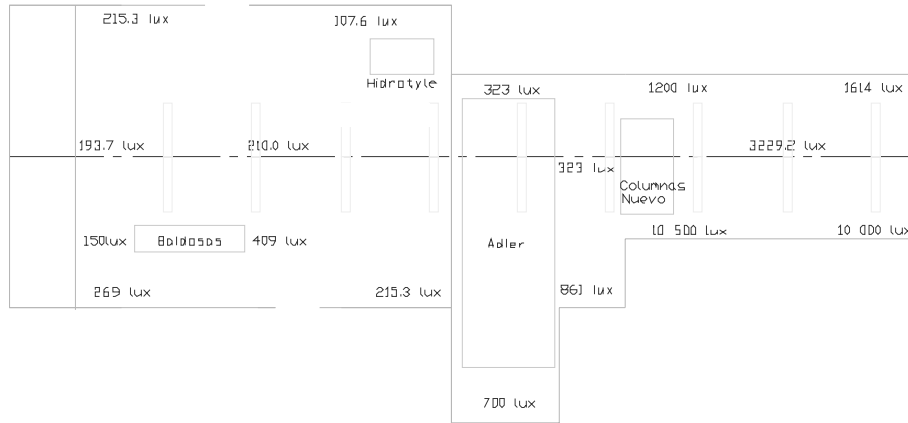 215.3 lux
107.6 lux
Hidrotyle
323 lux
1200 lux
1614 lux
193.7 lux
210.0 lux
3229.2 lux
323 lux
Columnas
Nuevo
150lux
Baldosas
409 lux
Adler
10 500 lux
10 000 lux
269 lux
215.3 lux
861 lux
700 lux